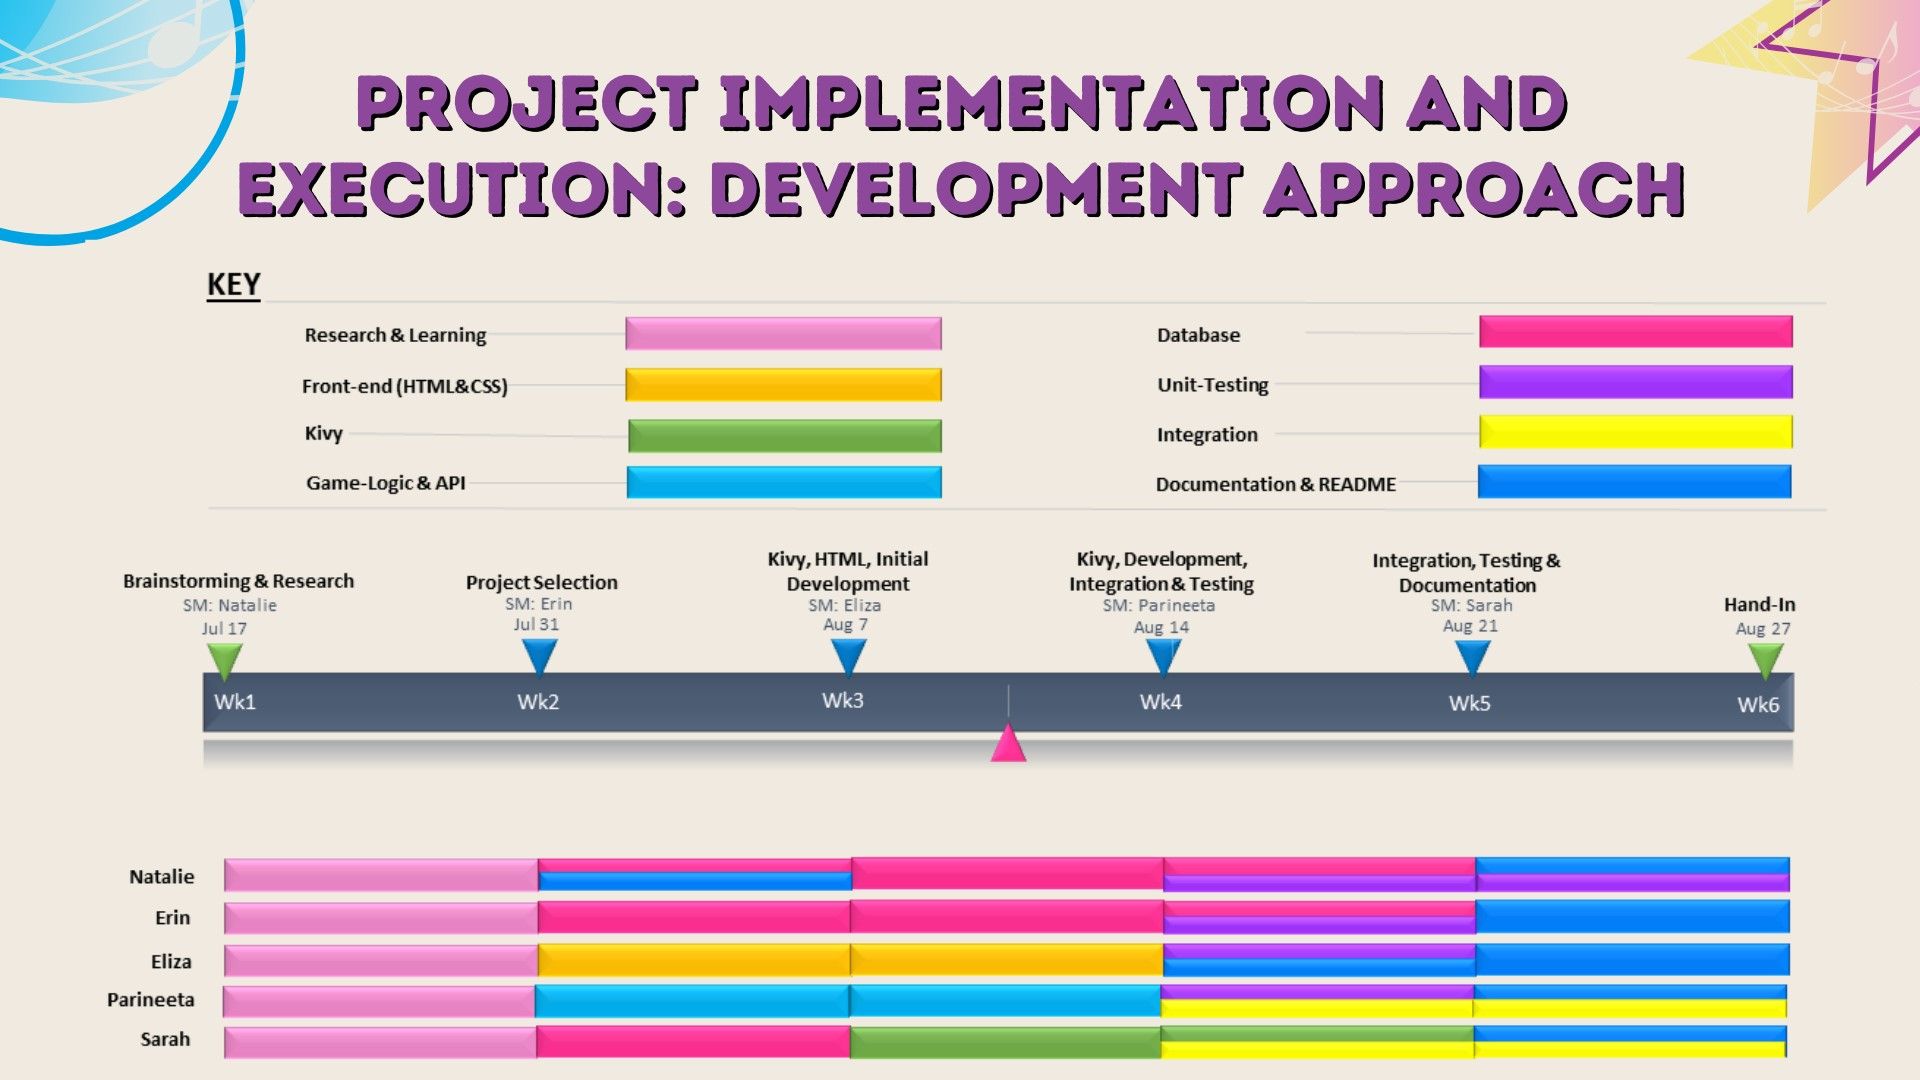 PROJECT IMPLEMENTATION AND
EXECUTION: DEVELOPMENT APPROACH
KEY
Research & Learning
Front-end (HTML&CSS)
Kivy
Game-Logic & API
Database
Unit-Testing
Integration
Documentation & README
Brainstorming & Research
SM: Natalie
Jul 17
Project Selection
SM: Erin
Jul 31
Kivy, HTML, Initial
Development
SM: Eliza
Aug 7
Kivy, Development,
Integration & Testing
SM: Parineeta
Aug 14
Integration, Testing &
Documentation
SM: Sarah
Aug 21
Hand-In
Aug 27
Wk1
Wk2
Wk3
Wk4
Wk5
Wk6
Natalie
Erin
Eliza
Parineeta
Sarah